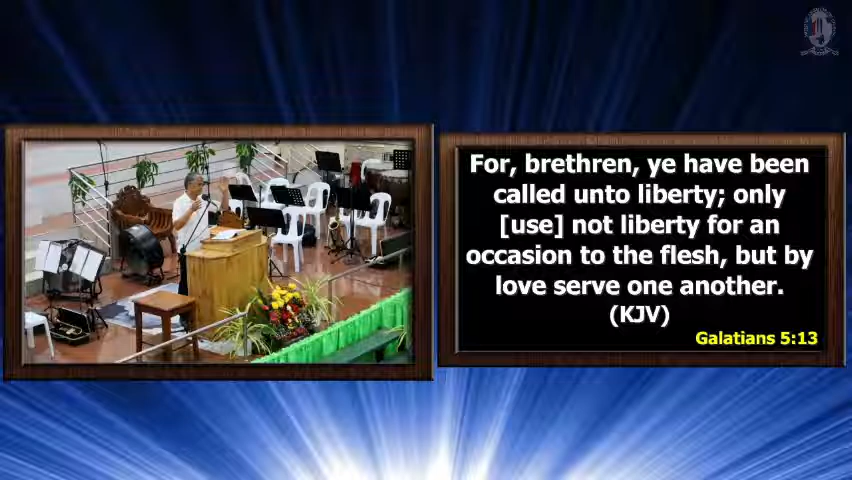 For, brethren, ye have been
called unto liberty; only
[use] not liberty for an
occasion to the flesh, but by
love serve one another.
(KJV)
Galatians 5:13